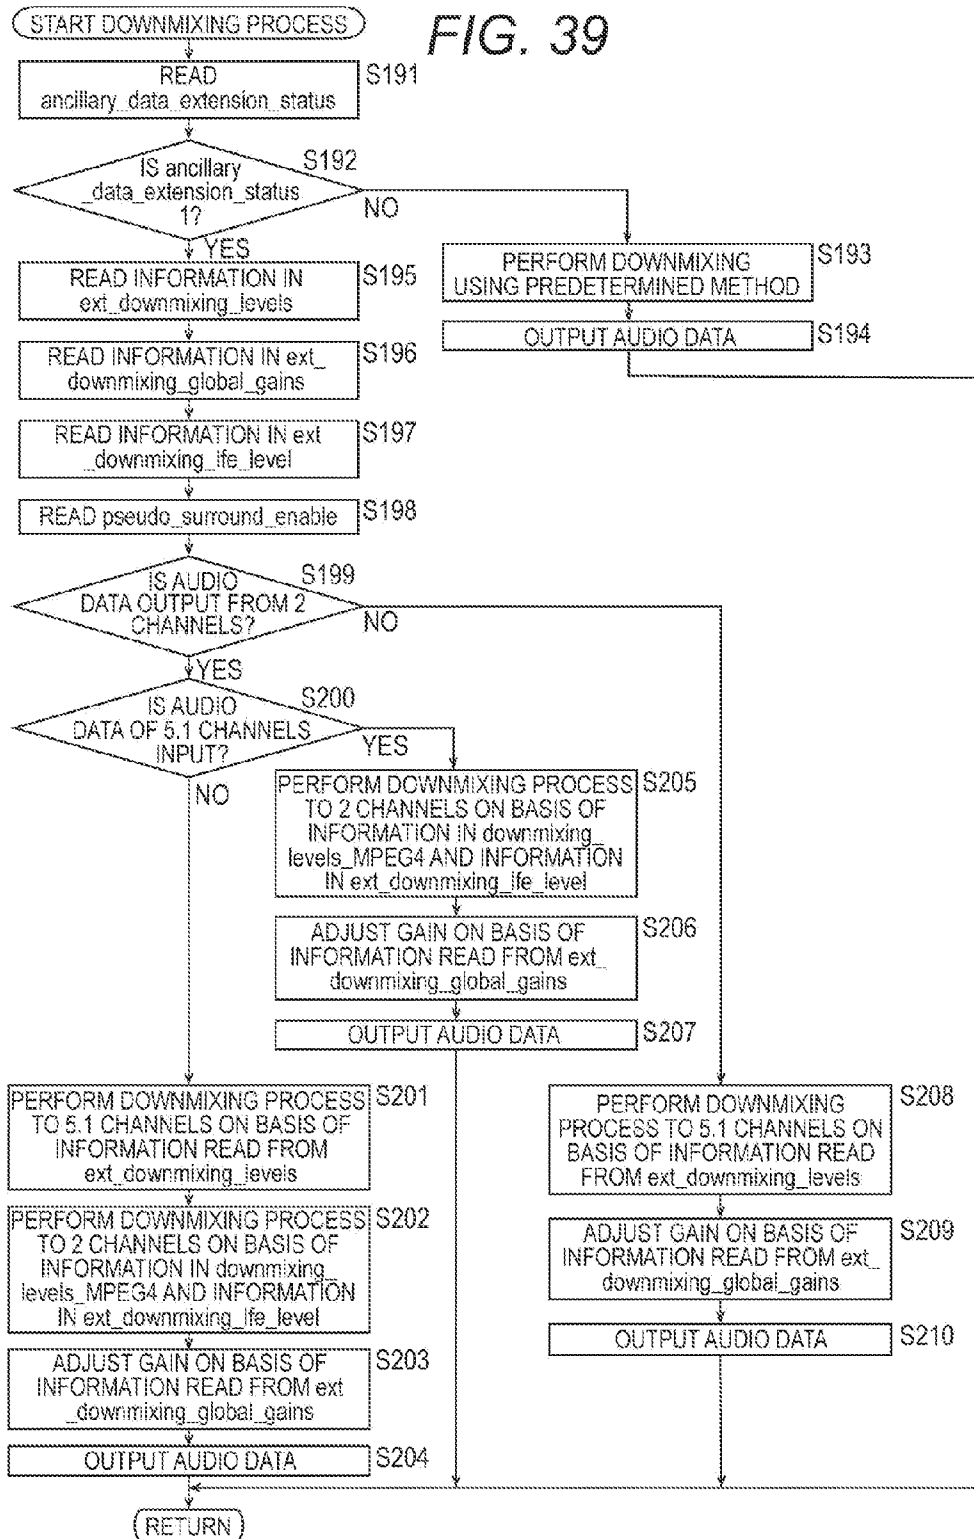 START DOWNMIXING PROCESS
FIG. 39
READ
ancillary_data_extension_status
S191
S192
IS ancillary
_data_extension_status
1?
NO
YES
READ INFORMATION IN
ext_downmixing_levels
S195
PERFORM DOWNMIXING
USING PREDETERMINED METHOD
S193
OUTPUT AUDIO DATA
S194
READ INFORMATION IN ext_
downmixing_global_gains
S196
READ INFORMATION IN ext
_downmixing_lfe_level
S197
READ pseudo_surround_enable
S198
S199
IS AUDIO
DATA OUTPUT FROM 2
CHANNELS?
NO
YES
S200
IS AUDIO
DATA OF 5.1 CHANNELS
INPUT?
YES
NO
PERFORM DOWNMIXING PROCESS
TO 2 CHANNELS ON BASIS OF
INFORMATION IN downmixing_
levels_MPEG4 AND INFORMATION
IN ext_downmixing_lfe_level
S205
ADJUST GAIN ON BASIS OF
INFORMATION READ FROM ext_
downmixing_global_gains
S206
OUTPUT AUDIO DATA
S207
PERFORM DOWNMIXING PROCESS
TO 5.1 CHANNELS ON BASIS OF
INFORMATION READ FROM
ext_downmixing_levels
S201
PERFORM DOWNMIXING PROCESS
TO 2 CHANNELS ON BASIS OF
INFORMATION IN downmixing_
levels_MPEG4 AND INFORMATION
IN ext_downmixing_lfe_level
S202
ADJUST GAIN ON BASIS OF
INFORMATION READ FROM ext
_downmixing_global_gains
S203
OUTPUT AUDIO DATA
S204
PERFORM DOWNMIXING
PROCESS TO 5.1 CHANNELS ON
BASIS OF INFORMATION READ
FROM ext_downmixing_levels
S208
ADJUST GAIN ON BASIS OF
INFORMATION READ FROM ext_
downmixing_global_gains
S209
OUTPUT AUDIO DATA
S210
RETURN